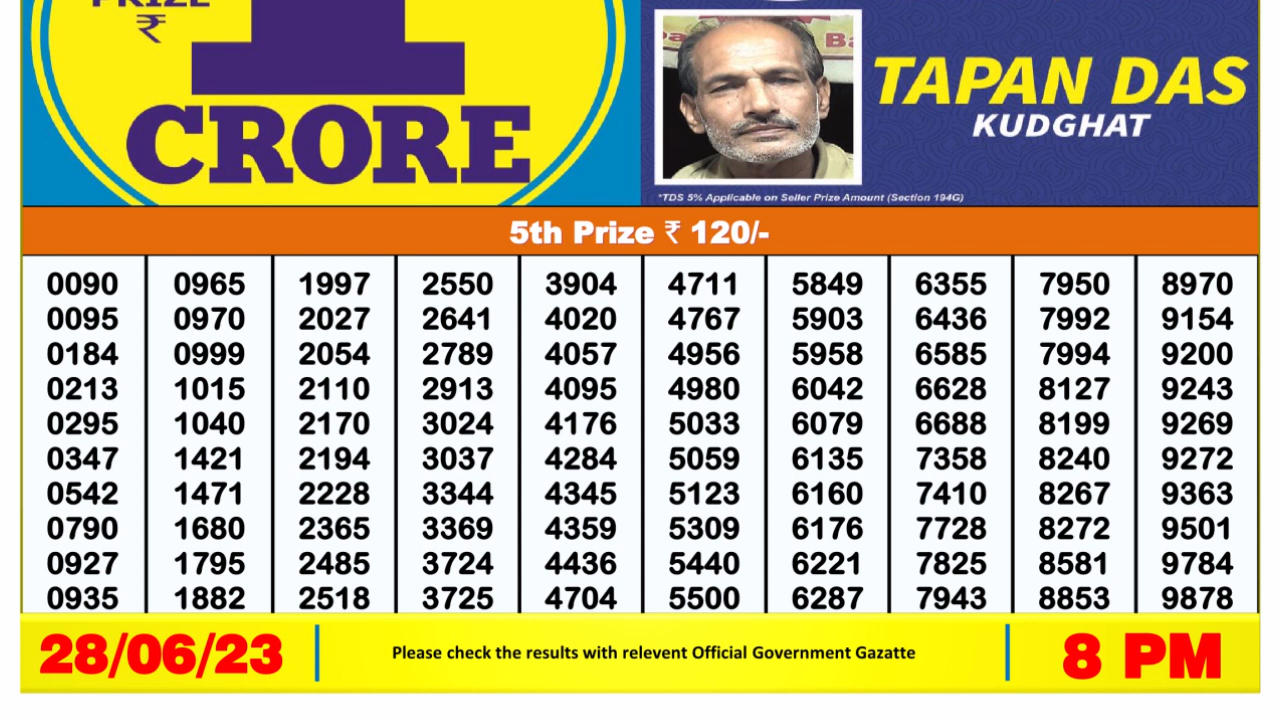 PRIZE
₹
1
CRORE
Ba
TAPAN DAS
KUDGHAT
*TDS 5% Applicable on Seller Prize Amount (Section 194G)
5th Prize ₹ 120/-
0090 0965 1997 2550 3904 4711 5849 6355 7950 8970
0095 0970 2027 2641 4020 4767 5903 6436 7992 9154
0184 0999 2054 2789 4057 4956 5958 6585 7994 9200
0213 1015 2110 2913 4095 4980 6042 6628 8127 9243
0295 1040 2170 3024 4176 5033 6079 6688 8199 9269
0347 1421 2194 3037 4284 5059 6135 7358 8240 9272
0542 1471 2228 3344 4345 5123 6160 7410 8267 9363
0790 1680 2365 3369 4359 5309 6176 7728 8272 9501
0927 1795 2485 3724 4436 5440 6221 7825 8581 9784
0935 1882 2518 3725 4704 5500 6287 7943 8853 9878
28/06/23
Please check the results with relevent Official Government Gazatte
8 PM